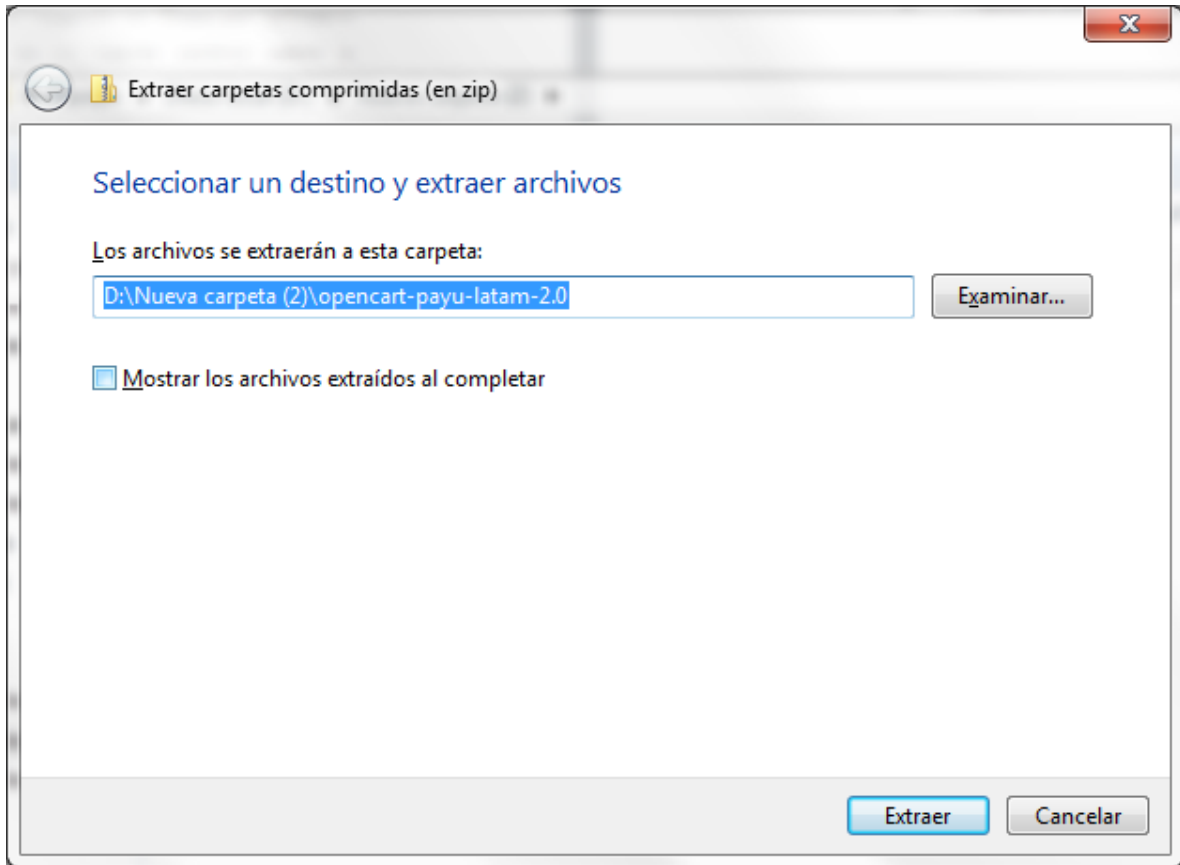 Extraer carpetas comprimidas (en zip)
Seleccionar un destino y extraer archivos
Los archivos se extraerán a esta carpeta:
D:\Nueva carpeta (2)\opencart-payu-latam-2.0
Examinar...
Mostrar los archivos extraídos al completar
Extraer
Cancelar